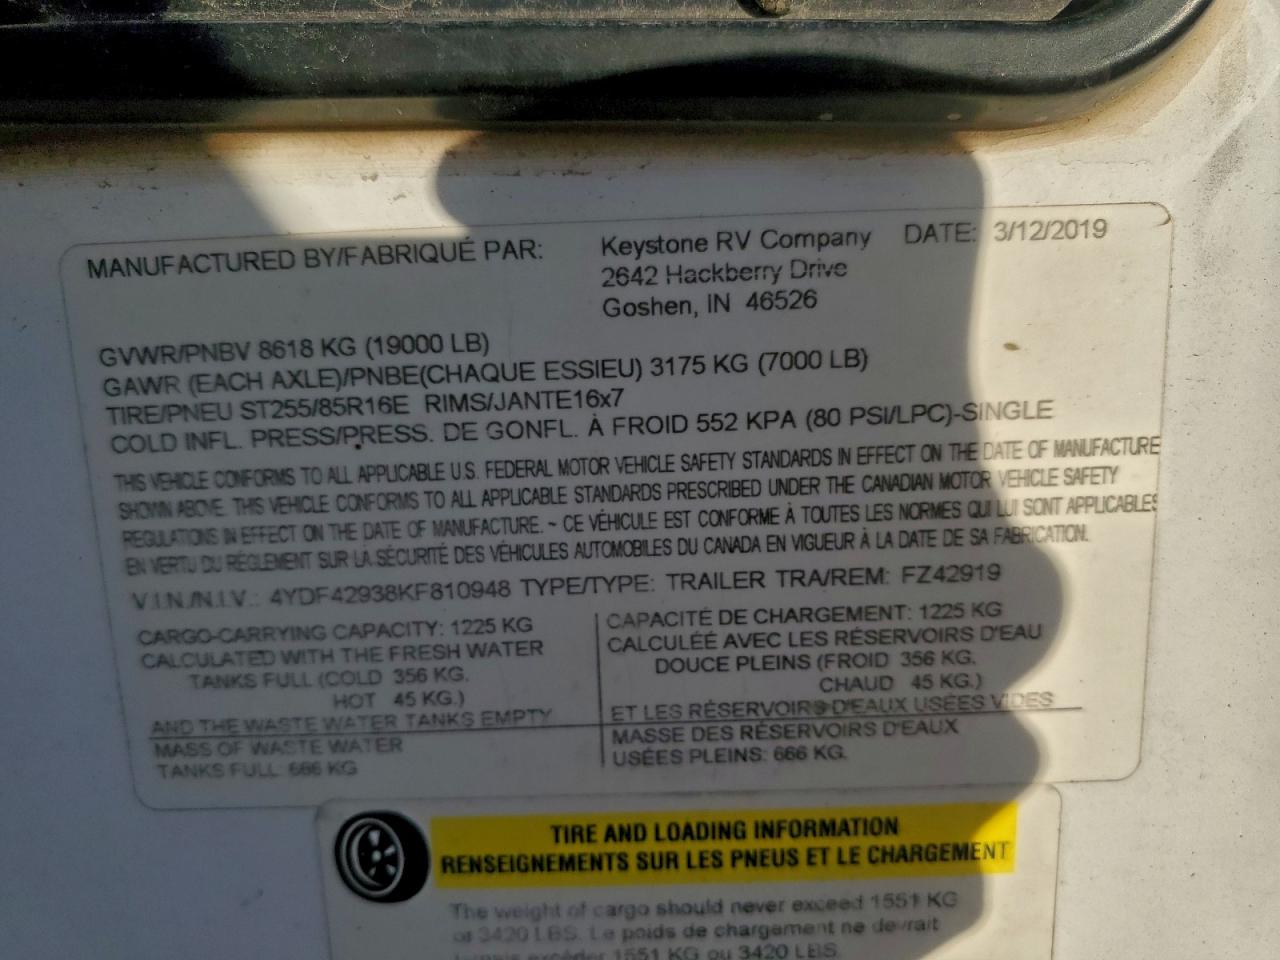 MANUFACTURED BY/FABRIQUÉ PAR: Keystone RV Company DATE: 3/12/2019
2642 Hackberry Drive
Goshen, IN 46526
GVWR/PNBV 8618 KG (19000 LB)
GAWR (EACH AXLE)/PNBE(CHAQUE ESSIEU) 3175 KG (7000 LB)
TIRE/PNEU ST255/85R16E RIMS/JANTE16x7
COLD INFL. PRESS/PRESS. DE GONFL. À FROID 552 KPA (80 PSI/LPC)-SINGLE
THIS VEHICLE CONFORMS TO ALL APPLICABLE U.S. FEDERAL MOTOR VEHICLE SAFETY STANDARDS IN EFFECT ON THE DATE OF MANUFACTURE
SHOWN ABOVE. THIS VEHICLE CONFORMS TO ALL APPLICABLE STANDARDS PRESCRIBED UNDER THE CANADIAN MOTOR VEHICLE SAFETY
REGULATIONS IN EFFECT ON THE DATE OF MANUFACTURE. ~ CE VÉHICULE EST CONFORME À TOUTES LES NORMES QUI LUI SONT APPLICABLES
EN VERTU DU RÉGLEMENT SUR LA SÉCURITÉ DES VÉHICULES AUTOMOBILES DU CANADA EN VIGUEUR À LA DATE DE SA FABRICATION.
V.I.N./N.I.V.: 4YDF42938KF810948 TYPE/TYPE: TRAILER TRA/REM: FZ42919
CARGO-CARRYING CAPACITY: 1225 KG
CALCULATED WITH THE FRESH WATER
TANKS FULL (COLD 356 KG.
HOT 45 KG.)
AND THE WASTE WATER TANKS EMPTY
MASS OF WASTE WATER
TANKS FULL: 666 KG
CAPACITÉ DE CHARGEMENT: 1225 KG
CALCULÉÉ AVEC LES RÉSERVOIRS D'EAU
DOUCE PLEINS (FROID 356 KG.
CHAUD 45 KG.)
ET LES RÉSERVOIRS D'EAUX USÉES VIDES
MASSE DES RÉSERVOIRS D'EAUX
USÉES PLEINS: 666 KG.
TIRE AND LOADING INFORMATION
RENSEIGNEMENTS SUR LES PNEUS ET LE CHARGEMENT
The weight of cargo should never exceed 1551 KG
or 3420 LBS. Le poids de chargement ne devrait
jamais excéder 1551 KG ou 3420 LBS.